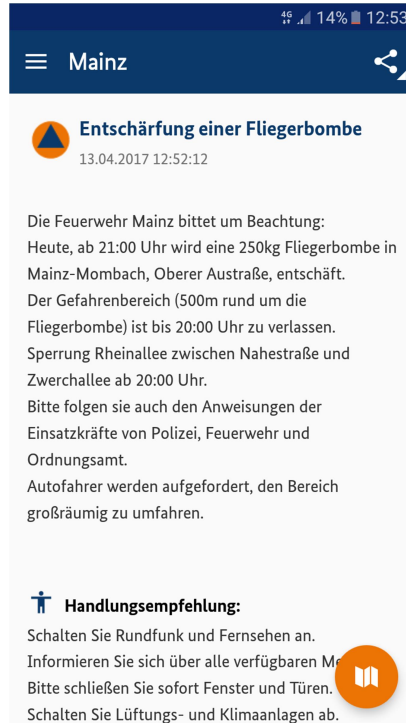 4G 14% 12:53
Mainz
Entschärfung einer Fliegerbombe
13.04.2017 12:52:12
Die Feuerwehr Mainz bittet um Beachtung:
Heute, ab 21:00 Uhr wird eine 250kg Fliegerbombe in
Mainz-Mombach, Oberer Austraße, entschäft.
Der Gefahrenbereich (500m rund um die
Fliegerbombe) ist bis 20:00 Uhr zu verlassen.
Sperrung Rheinallee zwischen Nahestraße und
Zwerchallee ab 20:00 Uhr.
Bitte folgen sie auch den Anweisungen der
Einsatzkräfte von Polizei, Feuerwehr und
Ordnungsamt.
Autofahrer werden aufgefordert, den Bereich
großräumig zu umfahren.
Handlungsempfehlung:
Schalten Sie Rundfunk und Fernsehen an.
Informieren Sie sich über alle verfügbaren
Bitte schließen Sie sofort Fenster und Türen.
Schalten Sie Lüftungs- und Klimaanlagen ab.